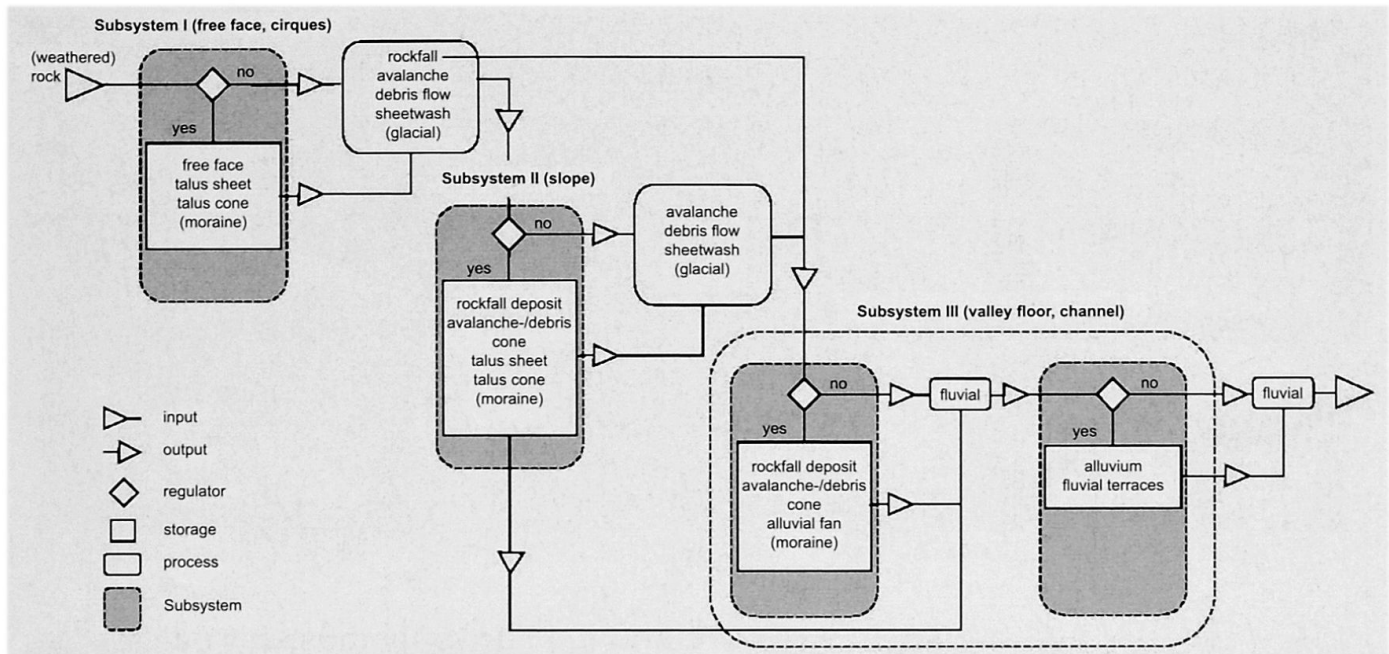 Subsystem I (free face, cirques)
(weathered)
rock
no
yes
free face
talus sheet
talus cone
(moraine)
rockfall
avalanche
debris flow
sheetwash
(glacial)
Subsystem II (slope)
no
yes
rockfall deposit
avalanche-/debris
cone
talus sheet
talus cone
(moraine)
avalanche
debris flow
sheetwash
(glacial)
Subsystem III (valley floor, channel)
no
yes
rockfall deposit
avalanche-/debris
cone
alluvial fan
(moraine)
fluvial
no
yes
alluvium
fluvial terraces
fluvial
input
output
regulator
storage
process
Subsystem